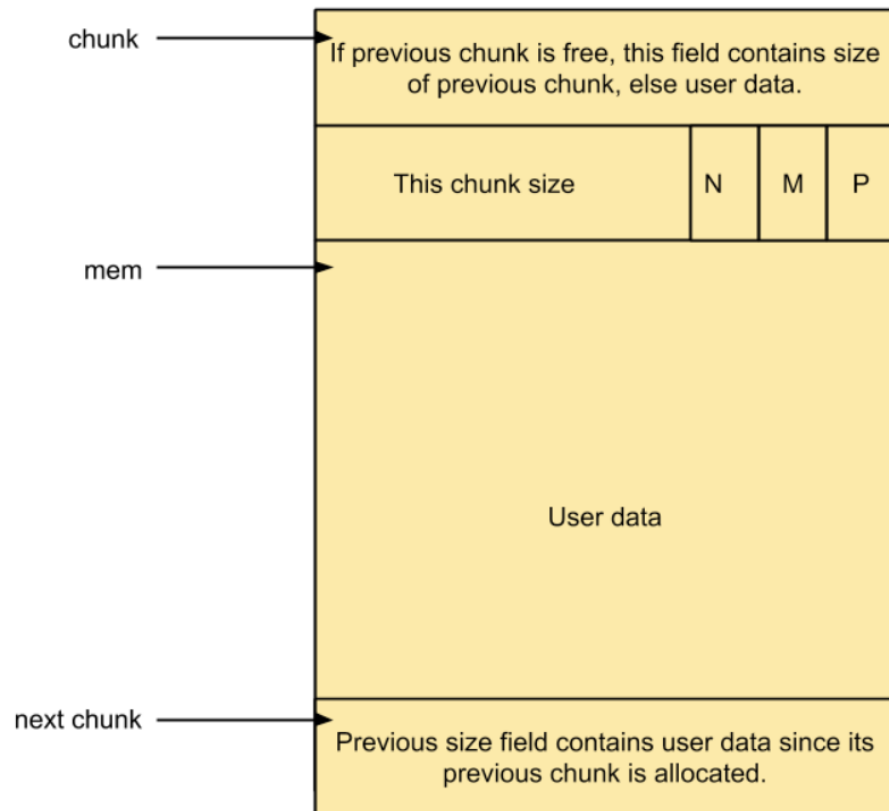 chunk
If previous chunk is free, this field contains size
of previous chunk, else user data.
This chunk size
N
M
P
mem
User data
next chunk
Previous size field contains user data since its
previous chunk is allocated.